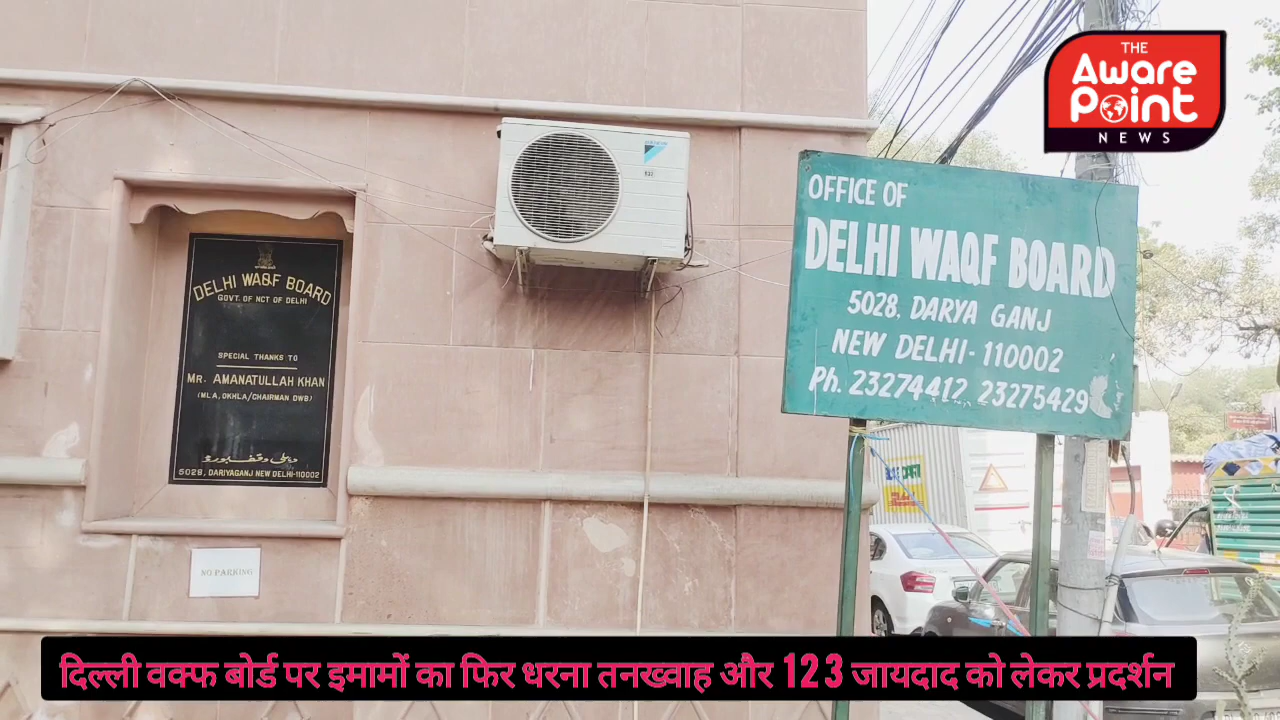 THE
Aware
Point
NEWS
OFFICE OF
DELHI WAQF BOARD
5028, DARYA GANJ
NEW DELHI-110002
Ph. 23274412, 23275429
DELHI WAQF BOARD
GOVT. OF NCT OF DELHI
SPECIAL THANKS TO
MR. AMANATULLAH KHAN
(MLA, OKHLA/CHAIRMAN DWB)
5028, DARIYAGANJ NEW DELHI-110002
NO PARKING
दिल्ली वक्फ बोर्ड पर इमामों का फिर धरना तनख्वाह और 123 जायदाद को लेकर प्रदर्शन